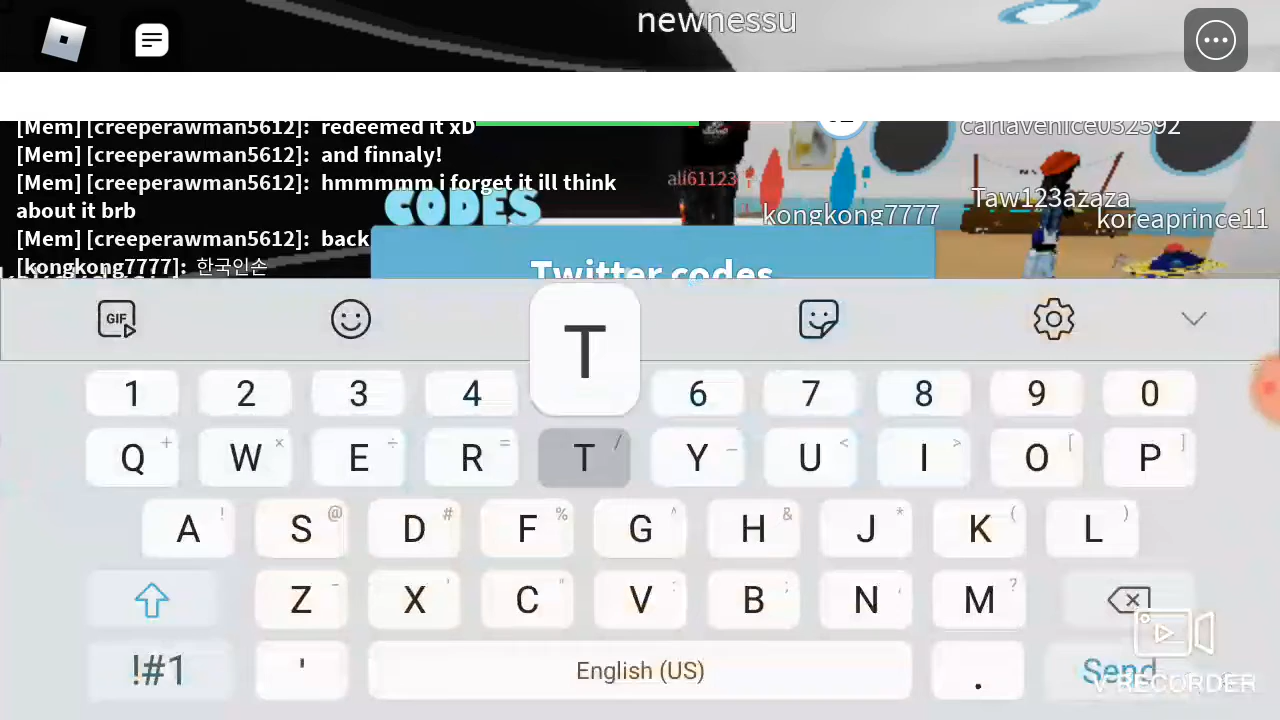 newnessu
[Mem] [creeperawman5612]: redeemed it xD
[Mem] [creeperawman5612]: and finnaly!
[Mem] [creeperawman5612]: hmmmmm i forget it ill think
about it brb
[Mem] [creeperawman5612]: back
[kongkong7777]: 한국인손
carlavenice032592
ali61123
Taw123azaza
kongkong7777
koreaprince11
CODES
Twitter codes
GIF
T
1 2 3 4 6 7 8 9 0
Q + W × E ÷ R = T / Y _ U < I > O [ P ]
A ! S @ D # F % G ^ H & J * K ( L )
Z - X ' C " V : B ; N , M ?
!#1 ' English (US) . Send
V RECORDER